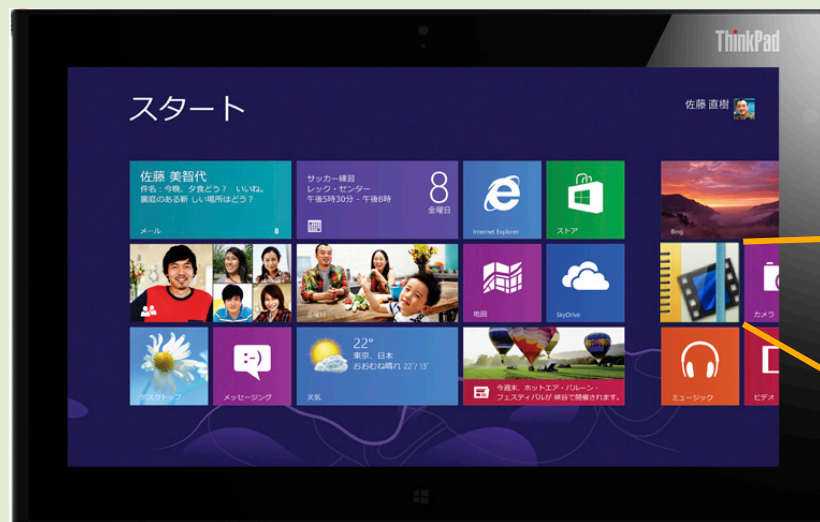 ThinkPad
スタート
佐藤 直樹
佐藤 美智代
件名：今晩、夕食どう？ いいね。
裏庭のある新 しい場所はどう？
メール
8
サッカー練習
レック・センター
午後5時30分 - 午後8時
8
金曜日
Internet Explorer
ストア
Bing
金曜日
地図
SkyDrive
カメラ
デスクトップ
メッセージング
22°
東京、日本
おおむね晴れ 22°/ 13°
天気
今週末、ホットエア・バルーン・
フェスティバルが 峡谷で開催されます。
ミュージック
ビデオ